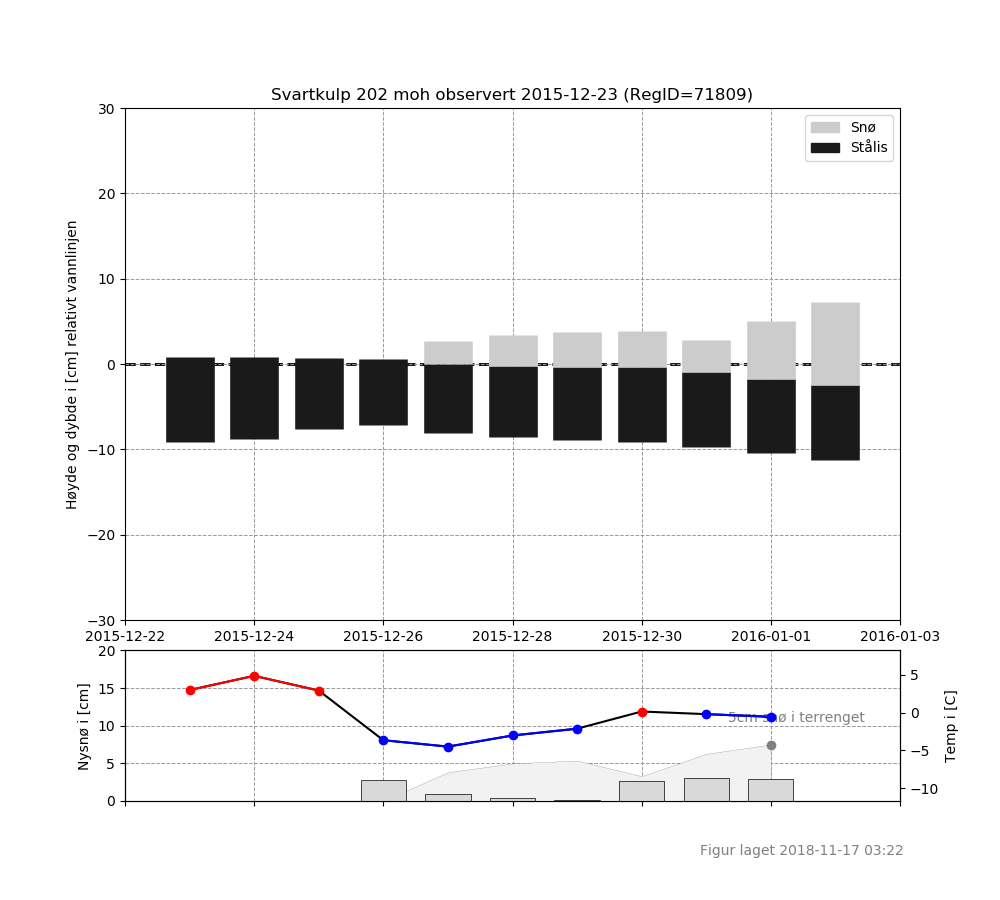 Svartkulp 202 moh observert 2015-12-23 (RegID=71809)
Snø
Stålis
Høyde og dybde i [cm] relativt vannlinjen
30
20
10
0
−10
−20
−30
2015-12-22 2015-12-24 2015-12-26 2015-12-28 2015-12-30 2016-01-01 2016-01-03
Nysnø i [cm]
20
15
10
5
0
5cm snø i terrenget
5
0
−5
−10
Temp i [C]
Figur laget 2018-11-17 03:22